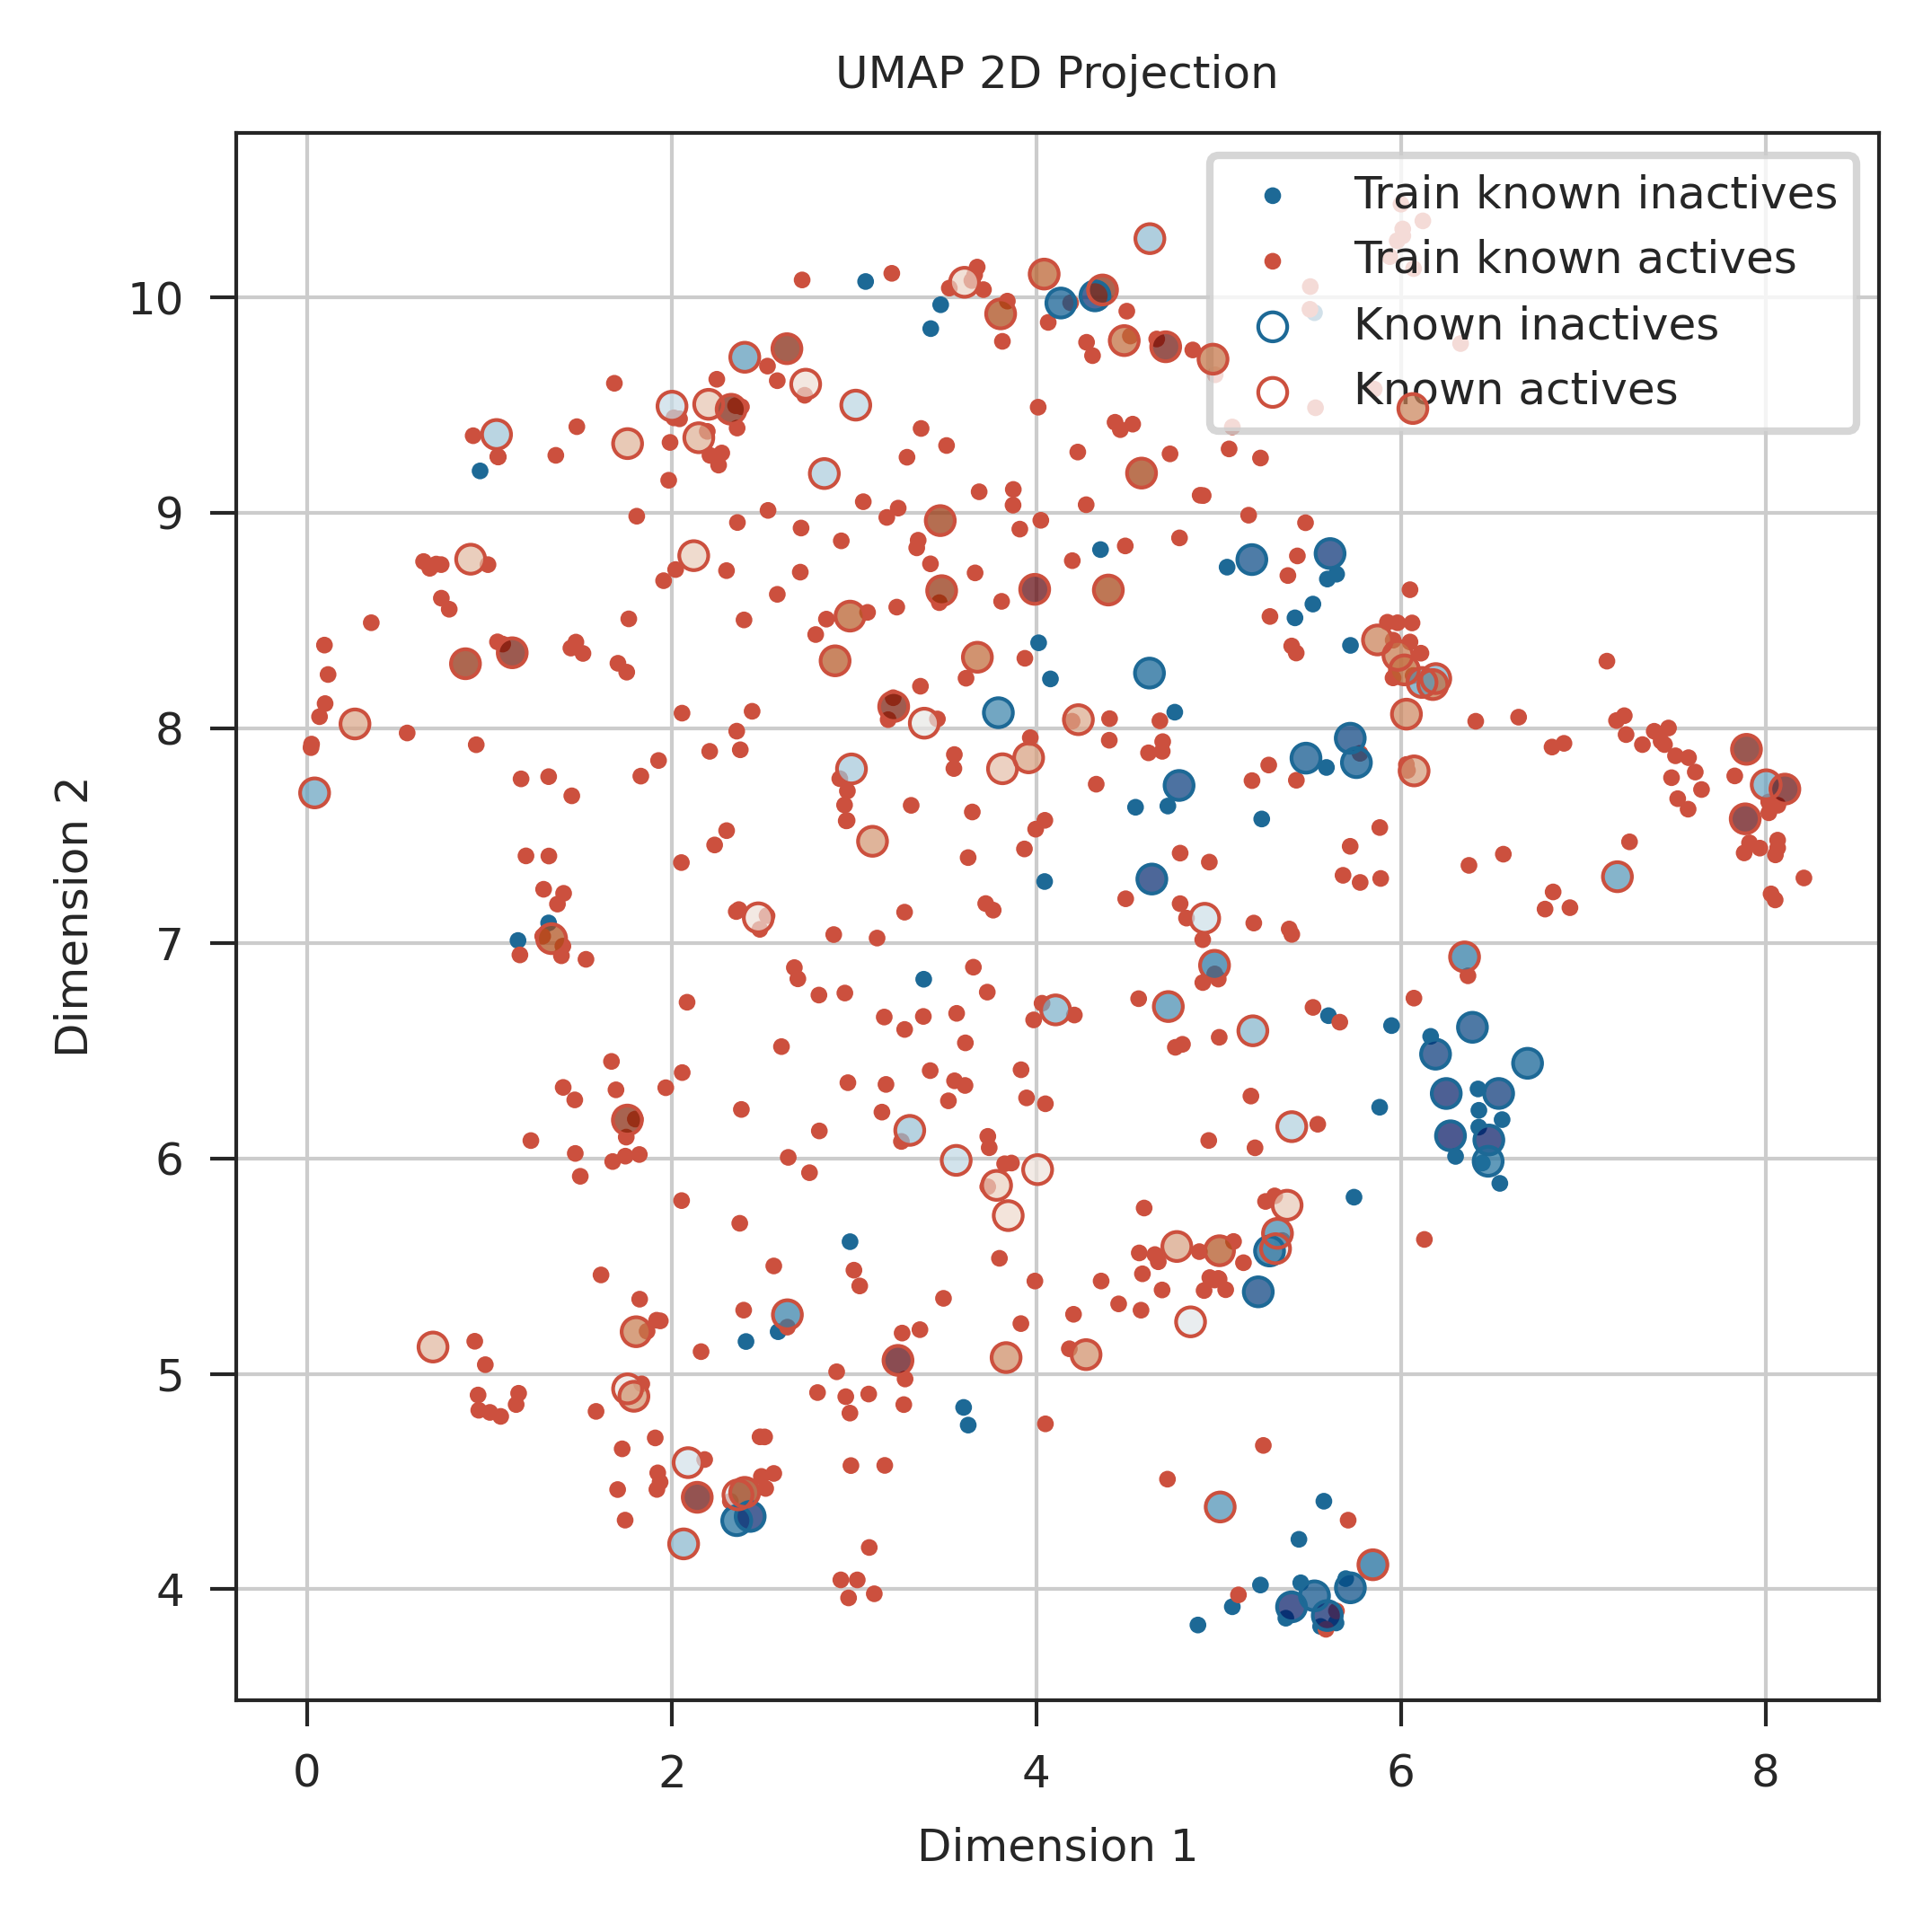 UMAP 2D Projection
Train known inactives
Train known actives
Known inactives
Known actives
10
9
8
7
6
5
4
Dimension 2
0 2 4 6 8
Dimension 1